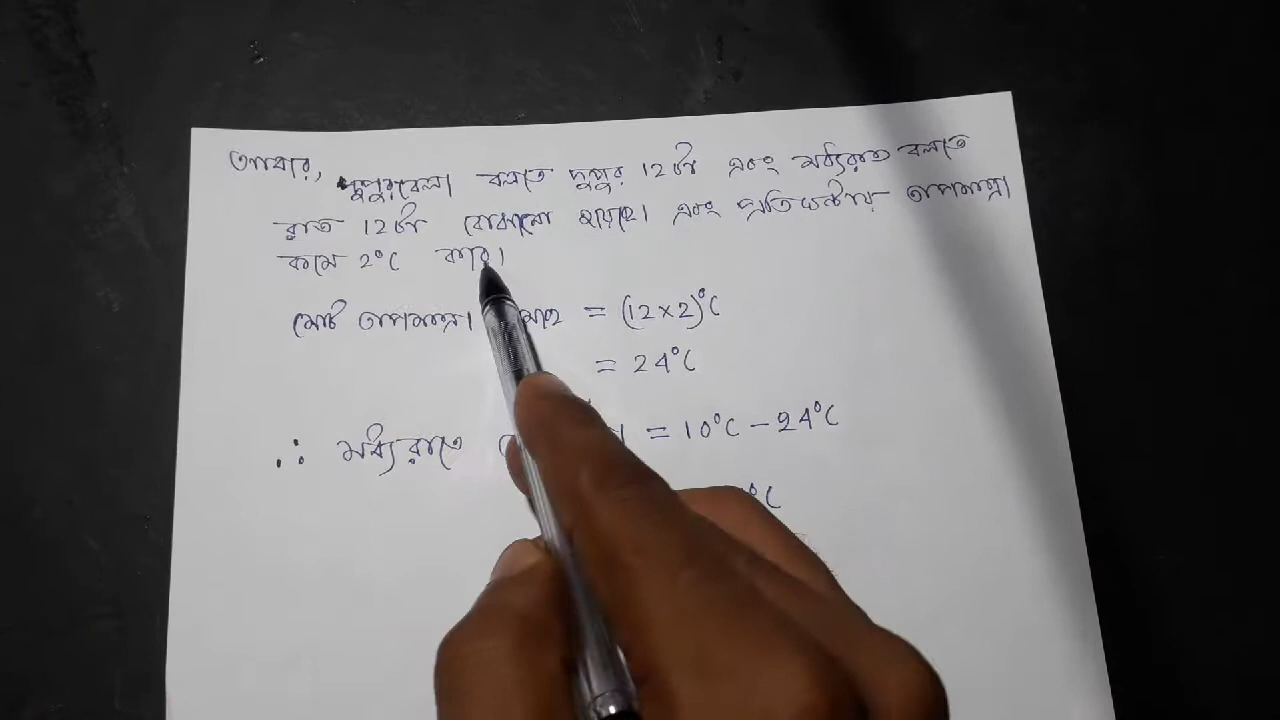 আবার, দুপুরবেলা বলতে দুপুর 12টা এবং মধ্যরাত বলতে
রাত 12টা বোঝানো হয়েছে। এবং প্রতিঘন্টায় তাপমাত্রা
কমে 2°C করে।
মোট তাপমাত্রা = (12×2)°C
= 24°C
∴ মধ্যরাতে = 10°C − 24°C
°C